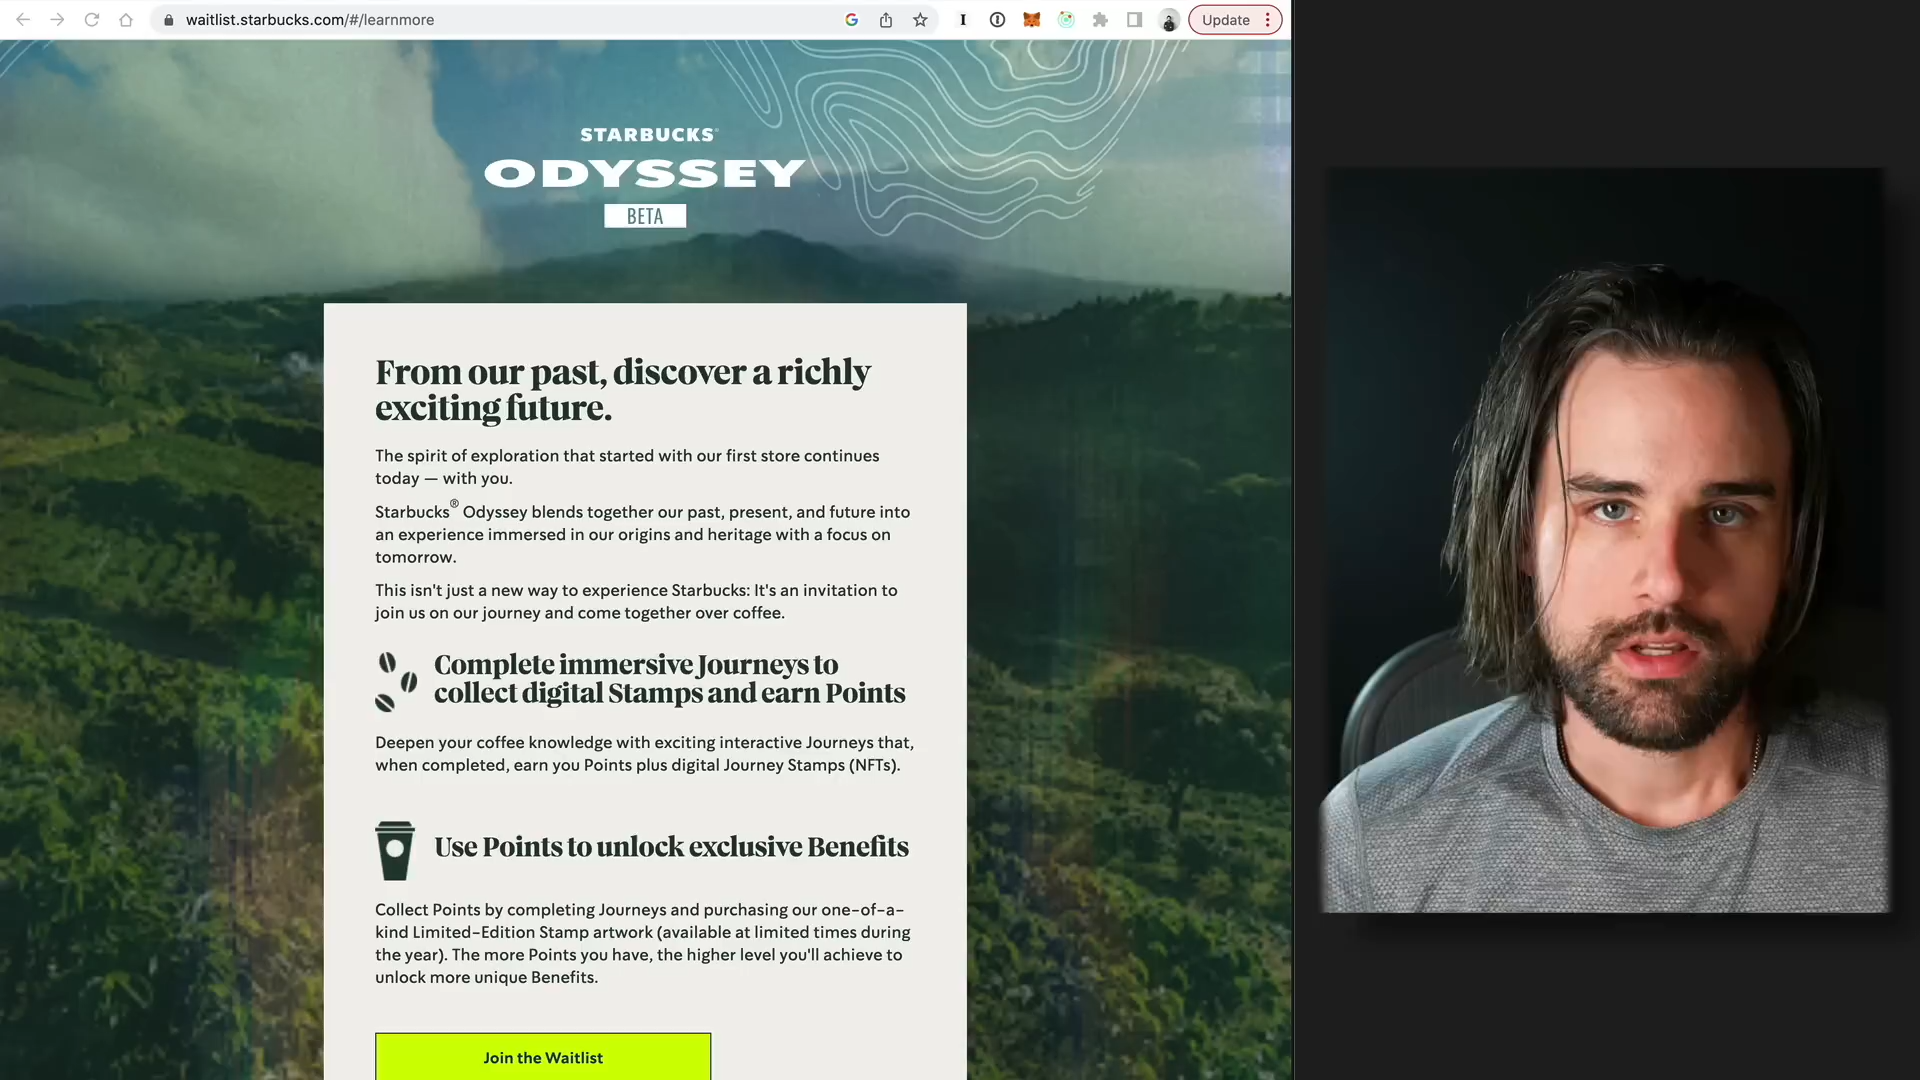 waitlist.starbucks.com/#/learnmore
Update
STARBUCKS®
ODYSSEY
BETA
From our past, discover a richly
exciting future.
The spirit of exploration that started with our first store continues
today — with you.
Starbucks® Odyssey blends together our past, present, and future into
an experience immersed in our origins and heritage with a focus on
tomorrow.
This isn't just a new way to experience Starbucks: It's an invitation to
join us on our journey and come together over coffee.
Complete immersive Journeys to
collect digital Stamps and earn Points
Deepen your coffee knowledge with exciting interactive Journeys that,
when completed, earn you Points plus digital Journey Stamps (NFTs).
Use Points to unlock exclusive Benefits
Collect Points by completing Journeys and purchasing our one-of-a-
kind Limited-Edition Stamp artwork (available at limited times during
the year). The more Points you have, the higher level you'll achieve to
unlock more unique Benefits.
Join the Waitlist